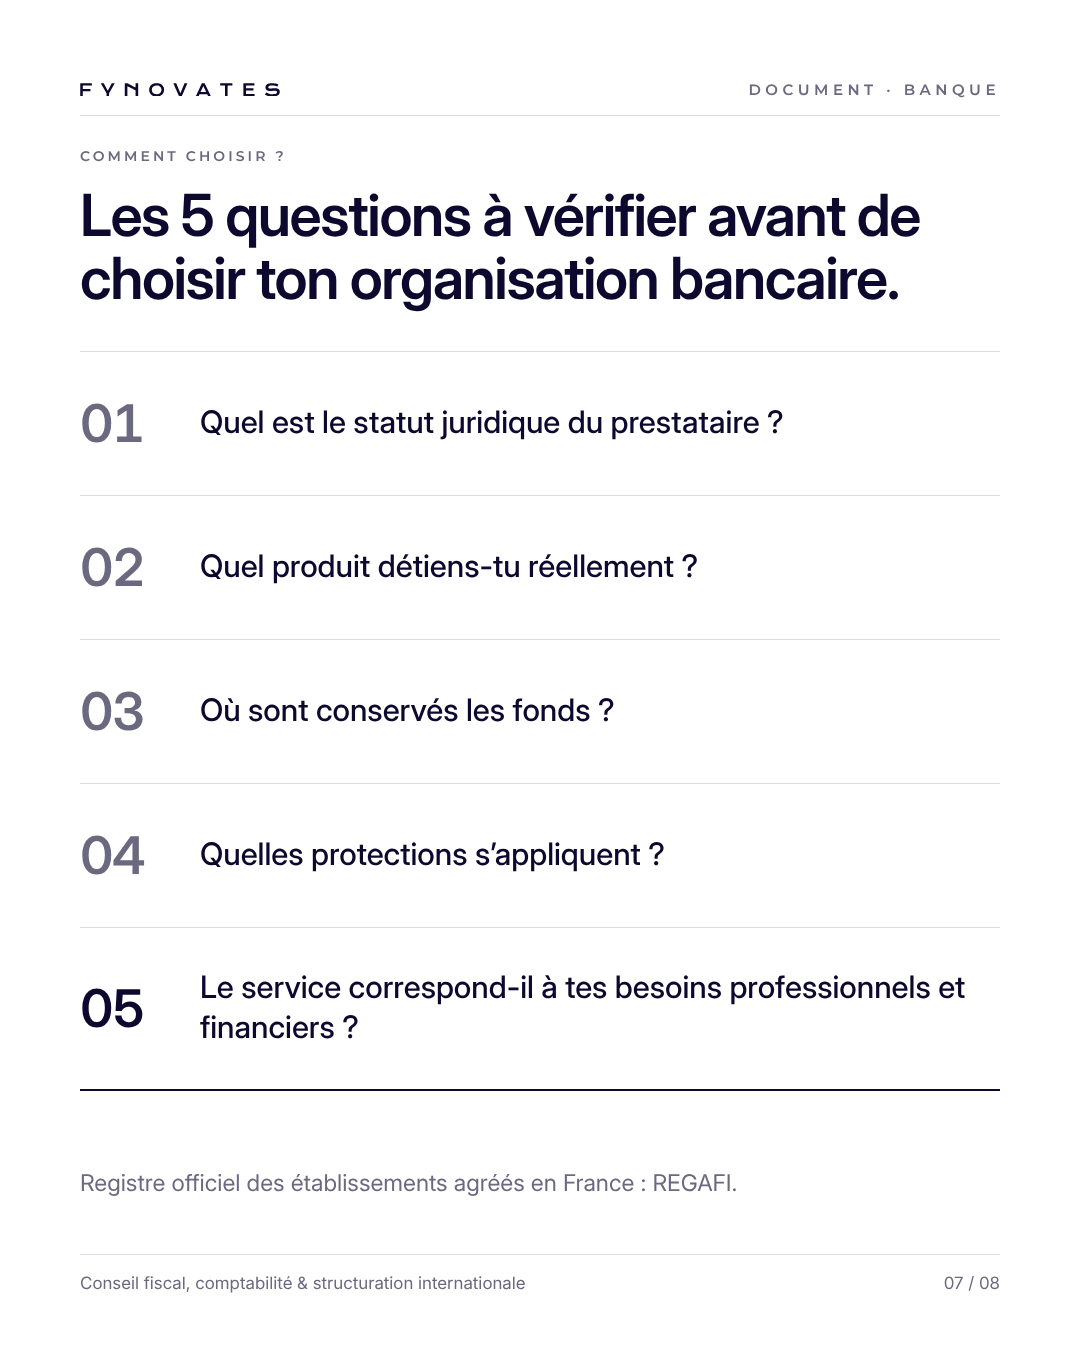 FYNOVATES
DOCUMENT · BANQUE
COMMENT CHOISIR ?
Les 5 questions à vérifier avant de
choisir ton organisation bancaire.
01 Quel est le statut juridique du prestataire ?
02 Quel produit détiens-tu réellement ?
03 Où sont conservés les fonds ?
04 Quelles protections s’appliquent ?
05 Le service correspond-il à tes besoins professionnels et
financiers ?
Registre officiel des établissements agréés en France : REGAFI.
Conseil fiscal, comptabilité & structuration internationale
07 / 08